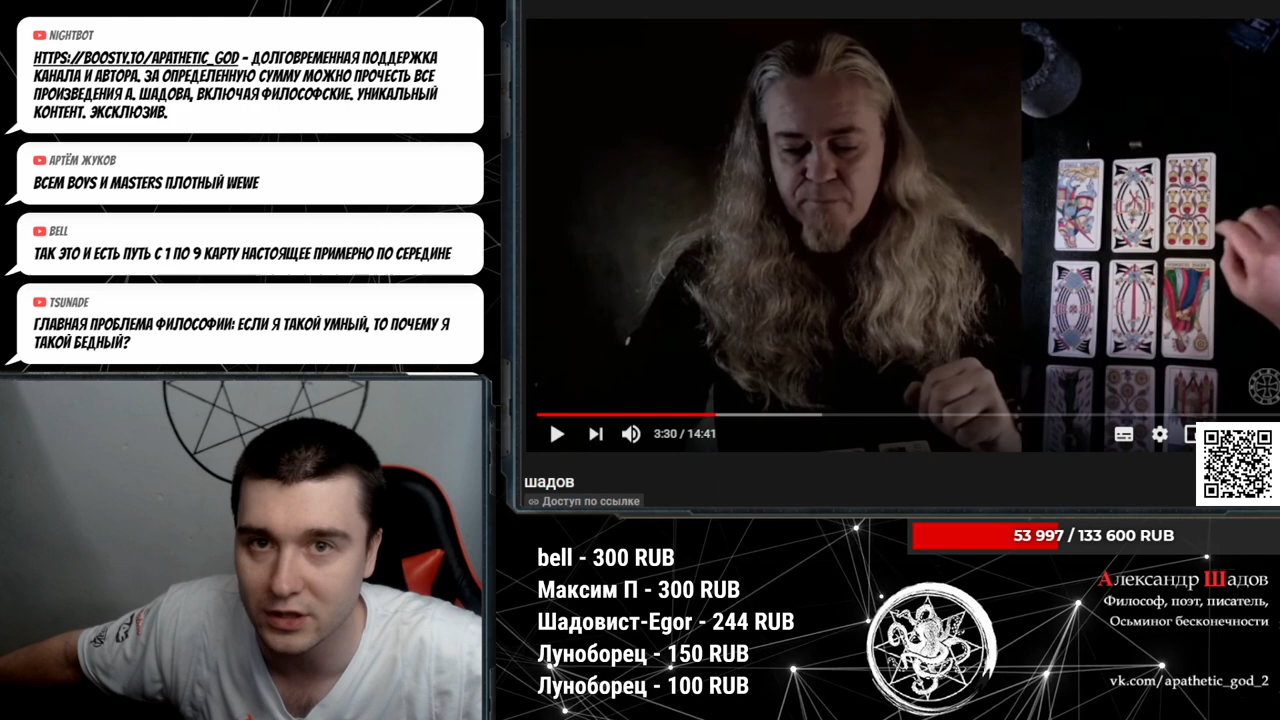 NIGHTBOT
HTTPS://BOOSTY.TO/APATHETIC_GOD - ДОЛГОВРЕМЕННАЯ ПОДДЕРЖКА
КАНАЛА И АВТОРА. ЗА ОПРЕДЕЛЕННУЮ СУММУ МОЖНО ПРОЧЕСТЬ ВСЕ
ПРОИЗВЕДЕНИЯ А. ШАДОВА, ВКЛЮЧАЯ ФИЛОСОФСКИЕ. УНИКАЛЬНЫЙ
КОНТЕНТ. ЭКСКЛЮЗИВ.
АРТЁМ ЖУКОВ
ВСЕМ BOYS И MASTERS ПЛОТНЫЙ WEWE
BELL
ТАК ЭТО И ЕСТЬ ПУТЬ С 1 ПО 9 КАРТУ НАСТОЯЩЕЕ ПРИМЕРНО ПО СЕРЕДИНЕ
TSUNADE
ГЛАВНАЯ ПРОБЛЕМА ФИЛОСОФИИ: ЕСЛИ Я ТАКОЙ УМНЫЙ, ТО ПОЧЕМУ Я
ТАКОЙ БЕДНЫЙ?
3:30 / 14:41
шадов
Доступ по ссылке
53 997 / 133 600 RUB
bell - 300 RUB
Максим П - 300 RUB
Шадовист-Egor - 244 RUB
Луноборец - 150 RUB
Луноборец - 100 RUB
Александр Шадов
Философ, поэт, писатель,
Осьминог бесконечности
vk.com/apathetic_god_2